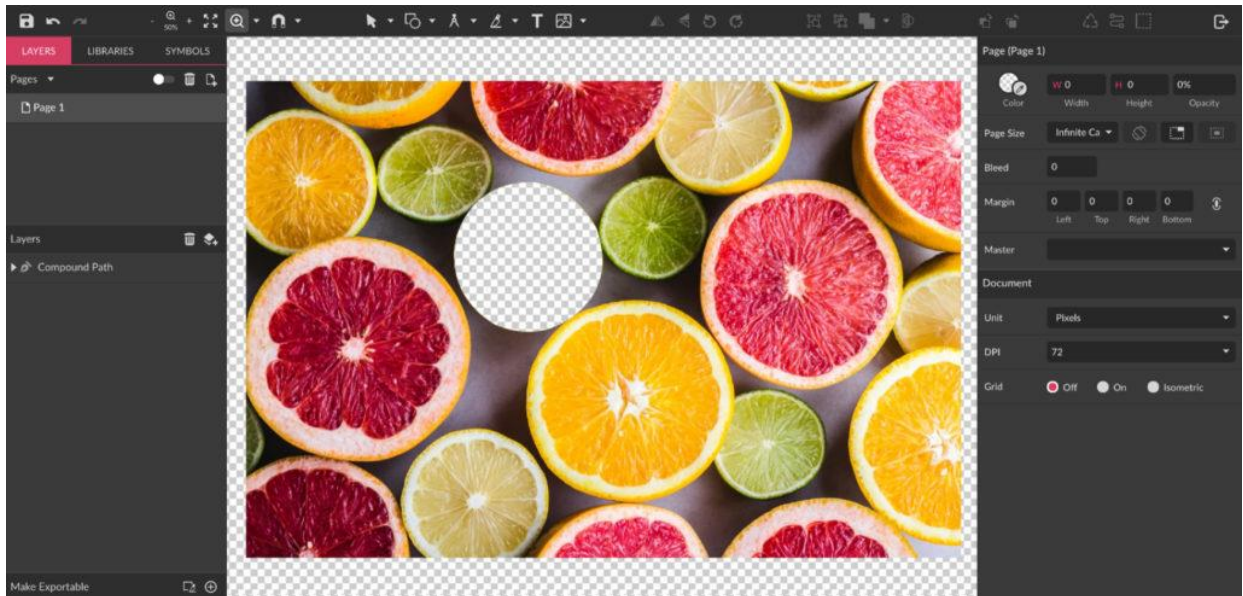 50%
LAYERS LIBRARIES SYMBOLS
Pages
Page 1
Layers
Compound Path
Make Exportable
Page (Page 1)
W 0 H 0 0%
Color Width Height Opacity
Page Size Infinite Ca
Bleed 0
Margin 0 0 0 0
Left Top Right Bottom
Master
Document
Unit Pixels
DPI 72
Grid Off On Isometric